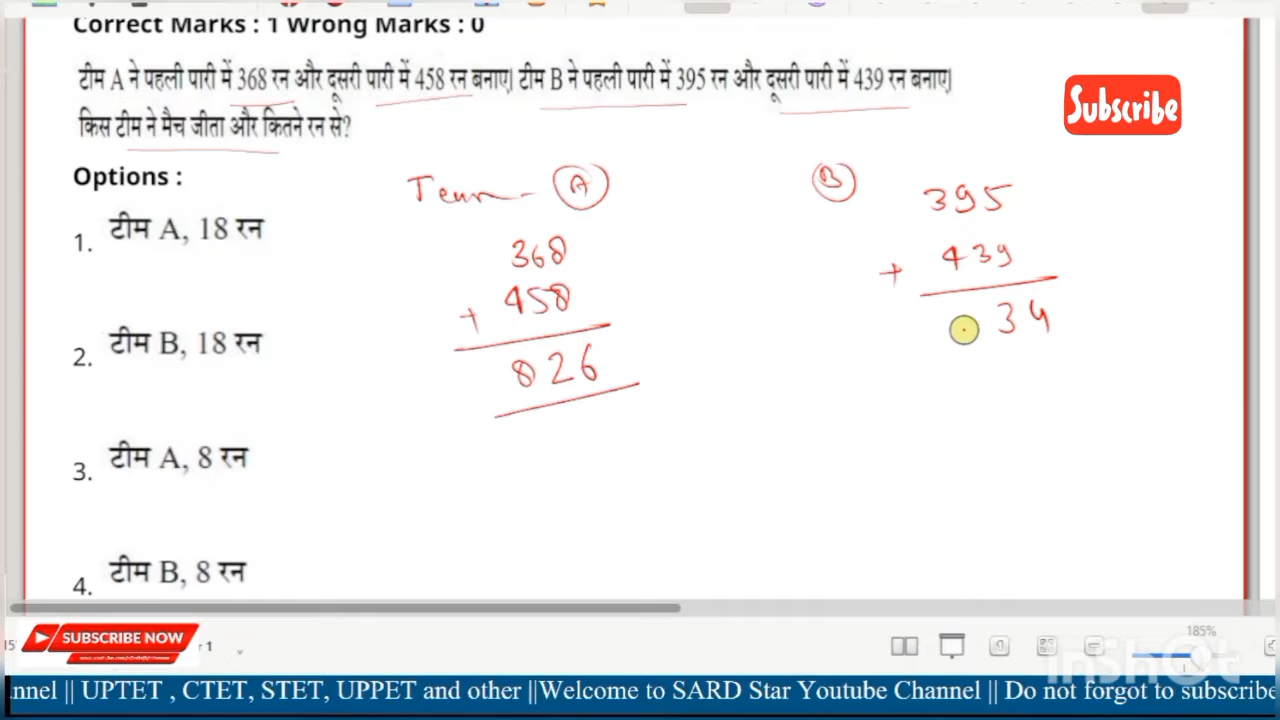 Correct Marks : 1 Wrong Marks : 0
टीम A ने पहली पारी में 368 रन और दूसरी पारी में 458 रन बनाए। टीम B ने पहली पारी में 395 रन और दूसरी पारी में 439 रन बनाए।
किस टीम ने मैच जीता और कितने रन से?
Subscribe
Options :
Team - A
B
395
+ 439
34
368
+ 458
826
1. टीम A, 18 रन
2. टीम B, 18 रन
3. टीम A, 8 रन
4. टीम B, 8 रन
SUBSCRIBE NOW
r 1
185%
InShOt
nnel || UPTET , CTET, STET, UPPET and other ||Welcome to SARD Star Youtube Channel || Do not forgot to subscribe